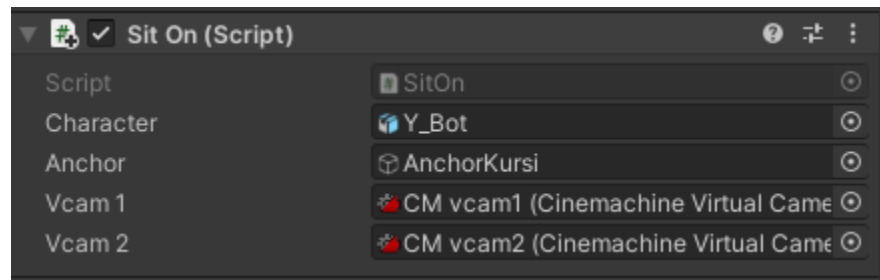 Sit On (Script)
Script SitOn
Character Y_Bot
Anchor AnchorKursi
Vcam 1 CM vcam1 (Cinemachine Virtual Came
Vcam 2 CM vcam2 (Cinemachine Virtual Came